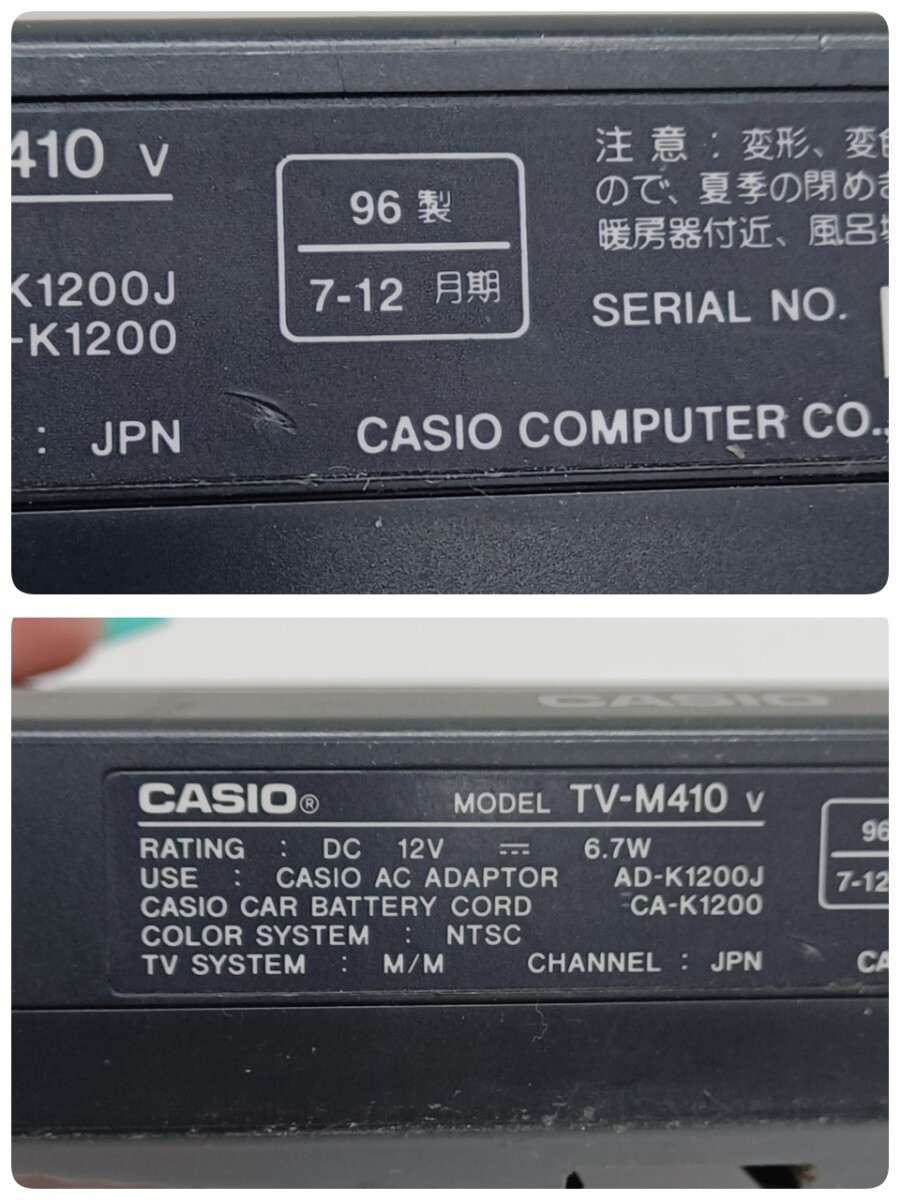 410 V
96 製
7-12 月期
K1200J
-K1200
: JPN
注意：変形、変
ので、夏季の閉め
暖房器付近、風呂
SERIAL NO.
CASIO COMPUTER CO.,
CASIO
CASIO® MODEL TV-M410 V
RATING : DC 12V ⎓ 6.7W
USE : CASIO AC ADAPTOR AD-K1200J
CASIO CAR BATTERY CORD CA-K1200
COLOR SYSTEM : NTSC
TV SYSTEM : M/M CHANNEL : JPN
96
7-12
CA